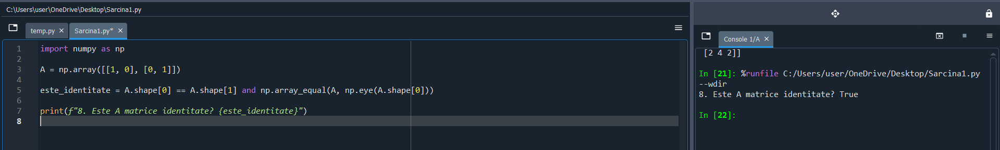 C:\Users\user\OneDrive\Desktop\Sarcina1.py
temp.py
Sarcina1.py*
1 import numpy as np
2
3 A = np.array([[1, 0], [0, 1]])
4
5 este_identitate = A.shape[0] == A.shape[1] and np.array_equal(A, np.eye(A.shape[0]))
6
7 print(f"8. Este A matrice identitate? {este_identitate}")
8
Console 1/A
[2 4 2]]
In [21]: %runfile C:/Users/user/OneDrive/Desktop/Sarcina1.py
--wdir
8. Este A matrice identitate? True
In [22]: